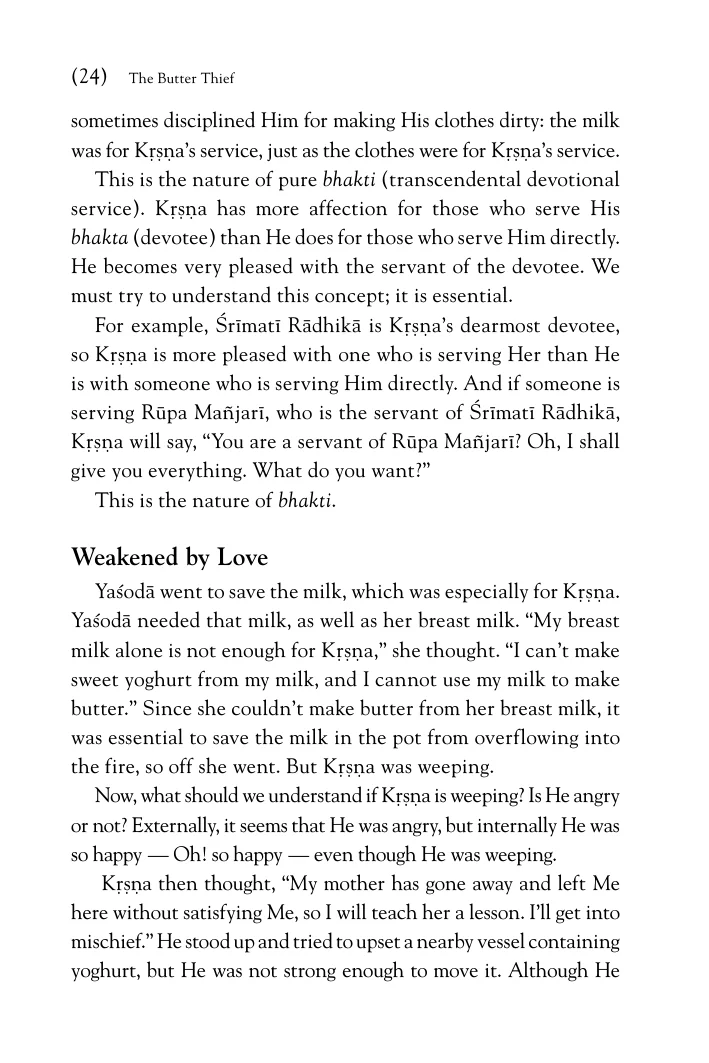 (24) The Butter Thief
sometimes disciplined Him for making His clothes dirty: the milk
was for Kṛṣṇa’s service, just as the clothes were for Kṛṣṇa’s service.
This is the nature of pure bhakti (transcendental devotional
service). Kṛṣṇa has more affection for those who serve His
bhakta (devotee) than He does for those who serve Him directly.
He becomes very pleased with the servant of the devotee. We
must try to understand this concept; it is essential.
For example, Śrīmatī Rādhikā is Kṛṣṇa’s dearmost devotee,
so Kṛṣṇa is more pleased with one who is serving Her than He
is with someone who is serving Him directly. And if someone is
serving Rūpa Mañjarī, who is the servant of Śrīmatī Rādhikā,
Kṛṣṇa will say, “You are a servant of Rūpa Mañjarī? Oh, I shall
give you everything. What do you want?”
This is the nature of bhakti.
Weakened by Love
Yaśodā went to save the milk, which was especially for Kṛṣṇa.
Yaśodā needed that milk, as well as her breast milk. “My breast
milk alone is not enough for Kṛṣṇa,” she thought. “I can’t make
sweet yoghurt from my milk, and I cannot use my milk to make
butter.” Since she couldn’t make butter from her breast milk, it
was essential to save the milk in the pot from overflowing into
the fire, so off she went. But Kṛṣṇa was weeping.
Now, what should we understand if Kṛṣṇa is weeping? Is He angry
or not? Externally, it seems that He was angry, but internally He was
so happy — Oh! so happy — even though He was weeping.
Kṛṣṇa then thought, “My mother has gone away and left Me
here without satisfying Me, so I will teach her a lesson. I’ll get into
mischief.” He stood up and tried to upset a nearby vessel containing
yoghurt, but He was not strong enough to move it. Although He